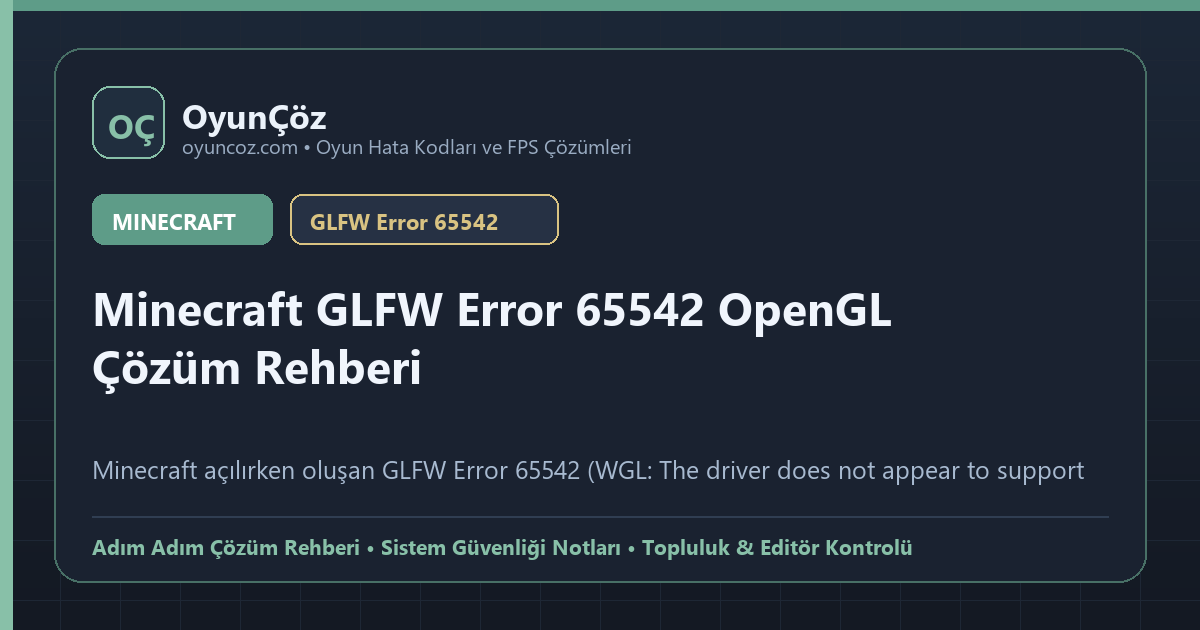 OÇ
OyunÇöz
oyuncoz.com • Oyun Hata Kodları ve FPS Çözümleri
MINECRAFT
GLFW Error 65542
Minecraft GLFW Error 65542 OpenGL
Çözüm Rehberi
Minecraft açılırken oluşan GLFW Error 65542 (WGL: The driver does not appear to support
Adım Adım Çözüm Rehberi • Sistem Güvenliği Notları • Topluluk & Editör Kontrolü